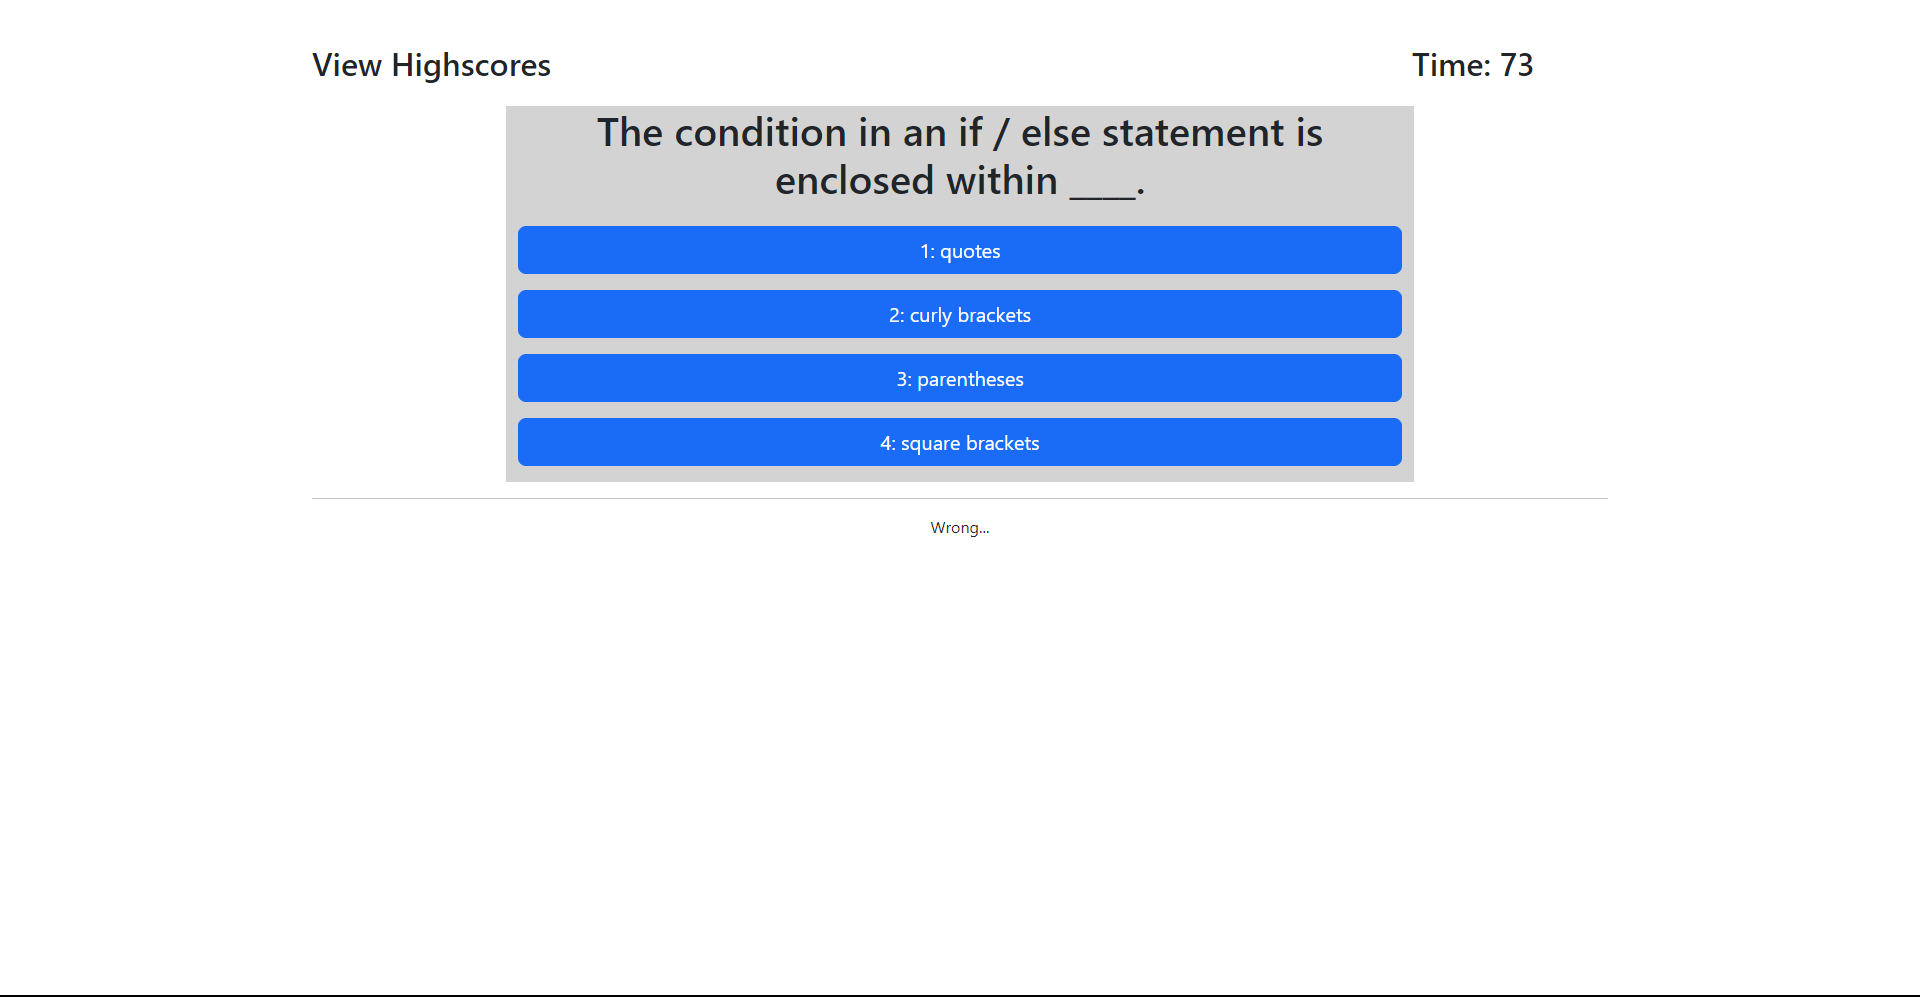 View Highscores
Time: 73
The condition in an if / else statement is
enclosed within ____.
1: quotes
2: curly brackets
3: parentheses
4: square brackets
Wrong...